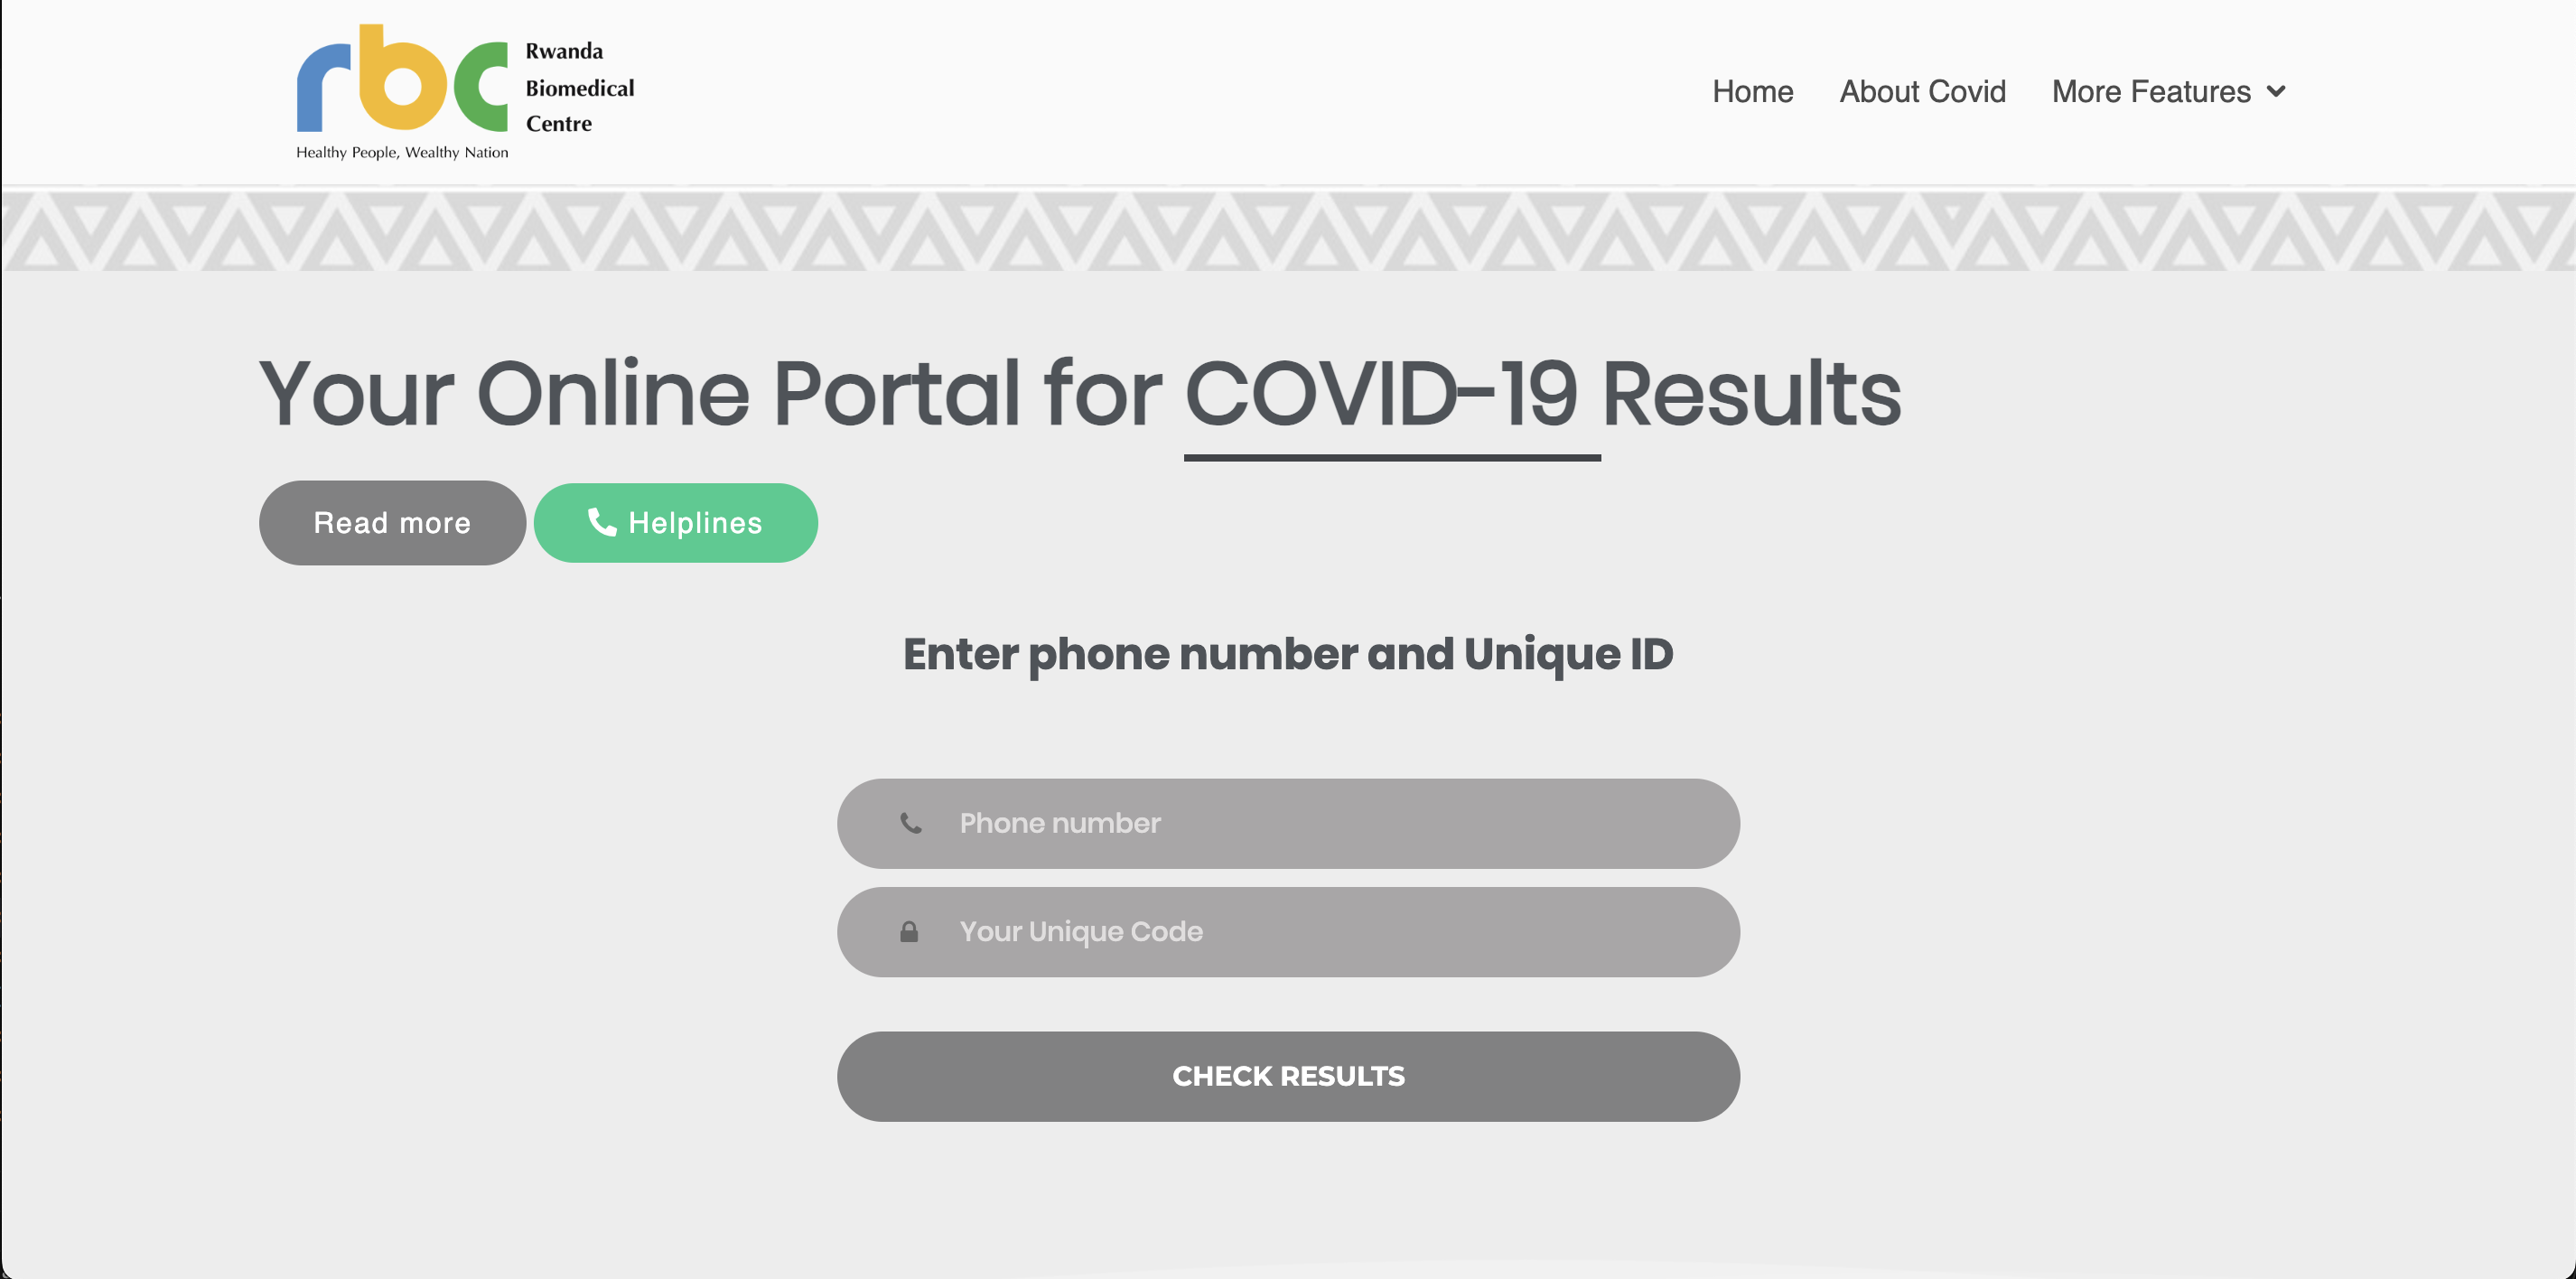 rbc
Rwanda
Biomedical
Centre
Healthy People, Wealthy Nation
Home
About Covid
More Features
Your Online Portal for COVID-19 Results
Read more
Helplines
Enter phone number and Unique ID
Phone number
Your Unique Code
CHECK RESULTS